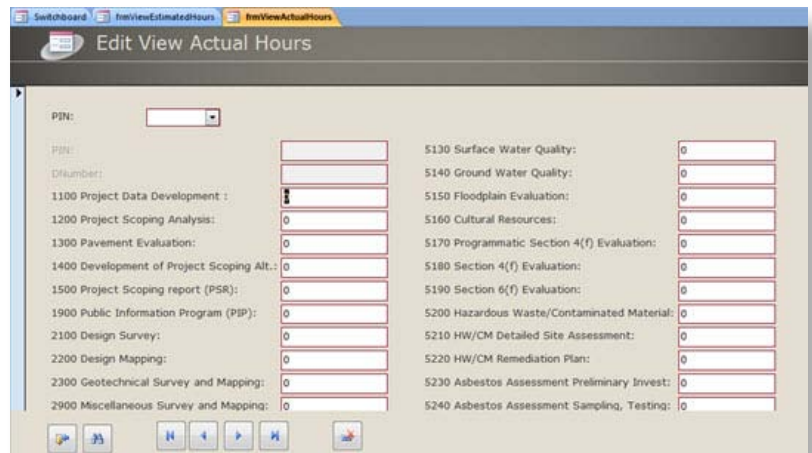 Switchboard frmViewEstimatedHours frmViewActualHours
Edit View Actual Hours
PIN:
PIN:
DNumber:
1100 Project Data Development : 0
1200 Project Scoping Analysis: 0
1300 Pavement Evaluation: 0
1400 Development of Project Scoping Alt.: 0
1500 Project Scoping report (PSR): 0
1900 Public Information Program (PIP): 0
2100 Design Survey: 0
2200 Design Mapping: 0
2300 Geotechnical Survey and Mapping: 0
2900 Miscellaneous Survey and Mapping: 0
5130 Surface Water Quality: 0
5140 Ground Water Quality: 0
5150 Floodplain Evaluation: 0
5160 Cultural Resources: 0
5170 Programmatic Section 4(f) Evaluation: 0
5180 Section 4(f) Evaluation: 0
5190 Section 6(f) Evaluation: 0
5200 Hazardous Waste/Contaminated Material: 0
5210 HW/CM Detailed Site Assessment: 0
5220 HW/CM Remediation Plan: 0
5230 Asbestos Assessment Preliminary Invest: 0
5240 Asbestos Assessment Sampling, Testing: 0